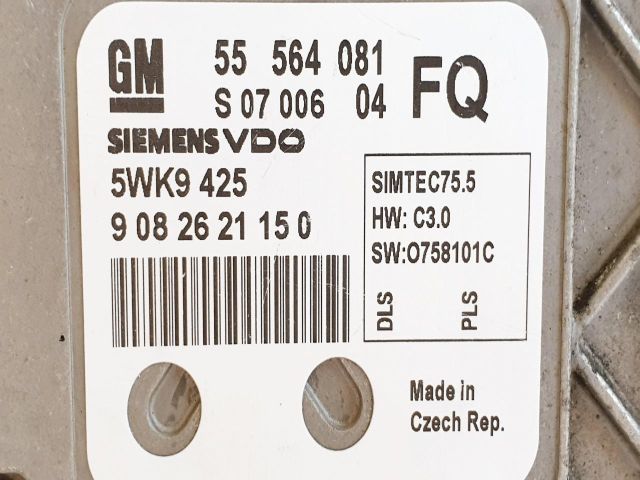 GM 55 564 081 FQ
S 07 006 04
SIEMENS VDO
5WK9 425
9 08 26 21 15 0
SIMTEC75.5
HW: C3.0
SW:O758101C
DLS
PLS
Made in
Czech Rep.